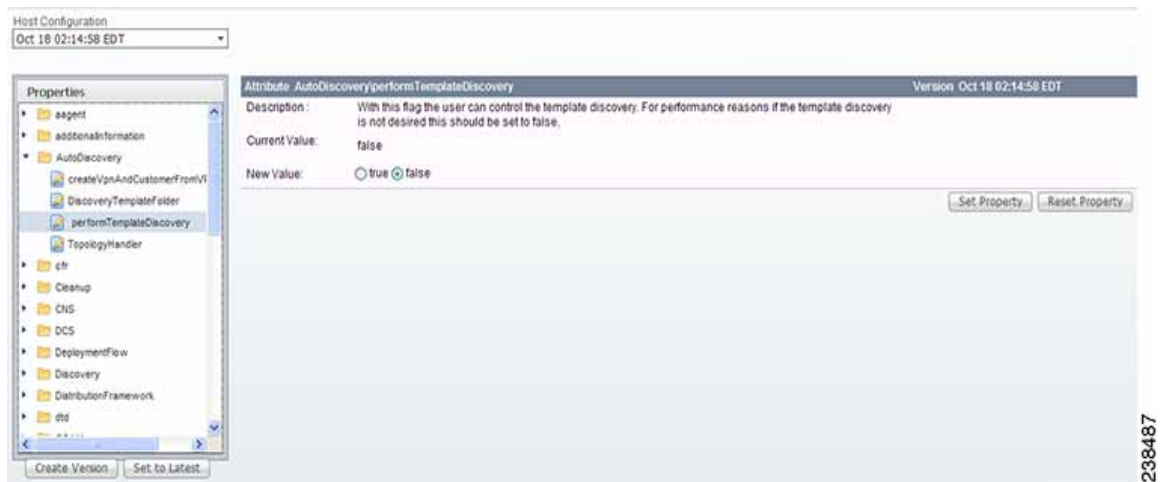 Host Configuration
Oct 18 02:14:58 EDT
Properties
aagent
additionalInformation
AutoDiscovery
createVpnAndCustomerFromVI
DiscoveryTemplateFolder
performTemplateDiscovery
TopologyHandler
cfr
Cleanup
CNS
DCS
DeploymentFlow
Discovery
DistributionFramework
dtd
Create Version
Set to Latest
Attribute AutoDiscovery\performTemplateDiscovery
Version Oct 18 02:14:58 EDT
Description :
With this flag the user can control the template discovery. For performance reasons if the template discovery
is not desired this should be set to false.
Current Value:
false
New Value:
true false
Set Property
Reset Property
238487